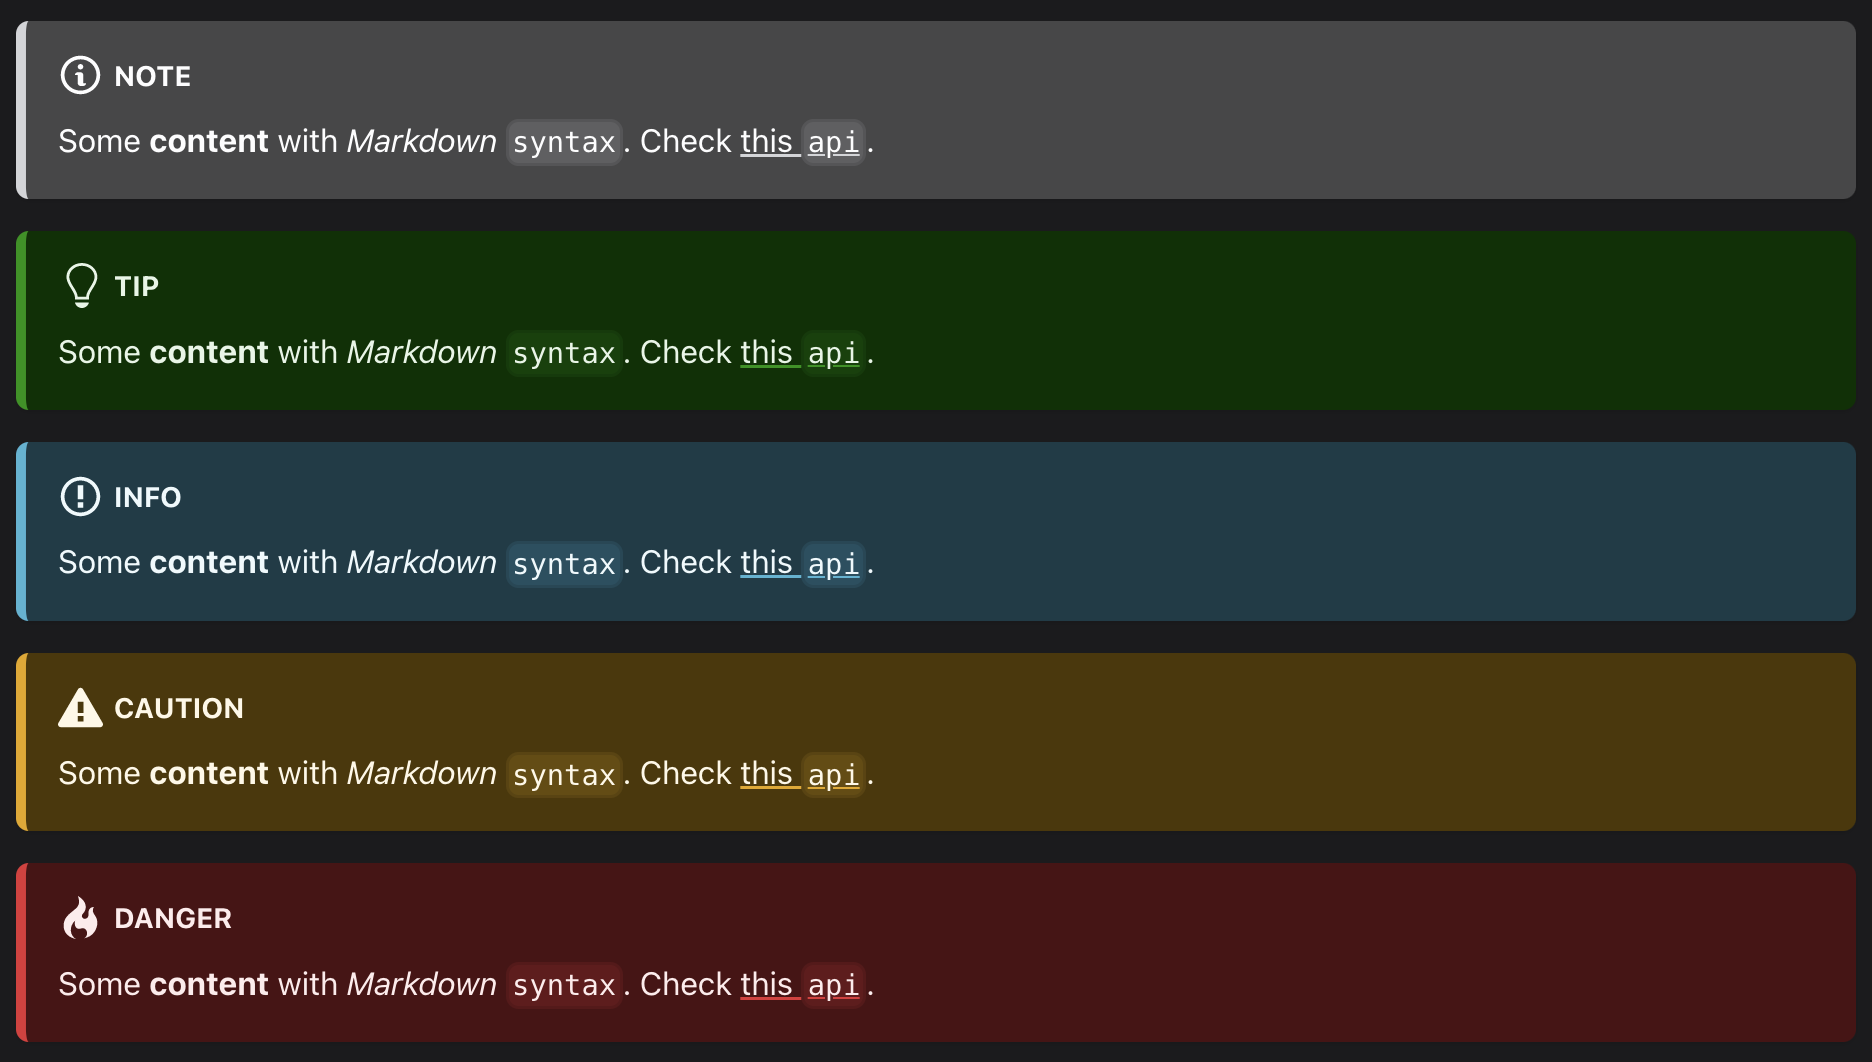 NOTE
Some content with Markdown syntax. Check this api.
TIP
Some content with Markdown syntax. Check this api.
INFO
Some content with Markdown syntax. Check this api.
CAUTION
Some content with Markdown syntax. Check this api.
DANGER
Some content with Markdown syntax. Check this api.